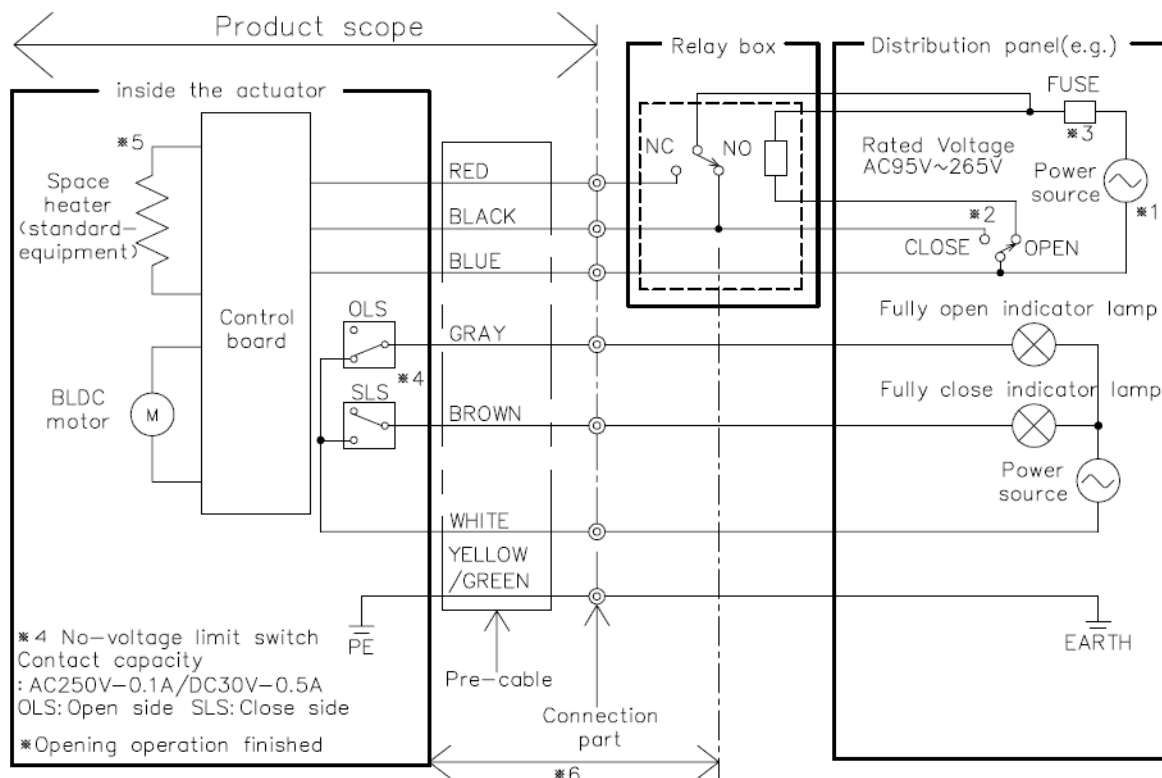 Product scope
Relay box
Distribution panel(e.g.)
inside the actuator
FUSE
※3
※5
NC
NO
Rated Voltage
AC95V~265V
Power
source
※1
Space
heater
(standard-
equipment)
RED
BLACK
※2
CLOSE
OPEN
BLUE
Control
board
OLS
GRAY
Fully open indicator lamp
※4
SLS
BROWN
Fully close indicator lamp
BLDC
motor
M
Power
source
WHITE
YELLOW
/GREEN
PE
EARTH
※4 No-voltage limit switch
Contact capacity
: AC250V-0.1A/DC30V-0.5A
OLS: Open side SLS: Close side
※Opening operation finished
Pre-cable
Connection
part
※6